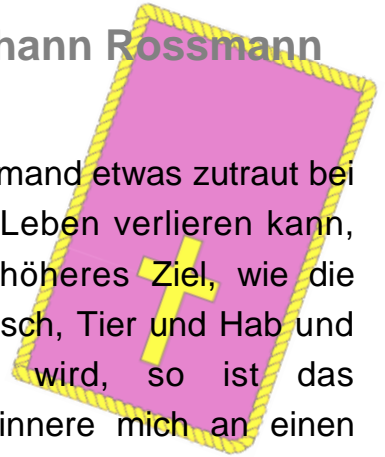 hann Rossmann
mand etwas zutraut bei
Leben verlieren kann,
höheres Ziel, wie die
sch, Tier und Hab und
wird, so ist das
innere mich an einen